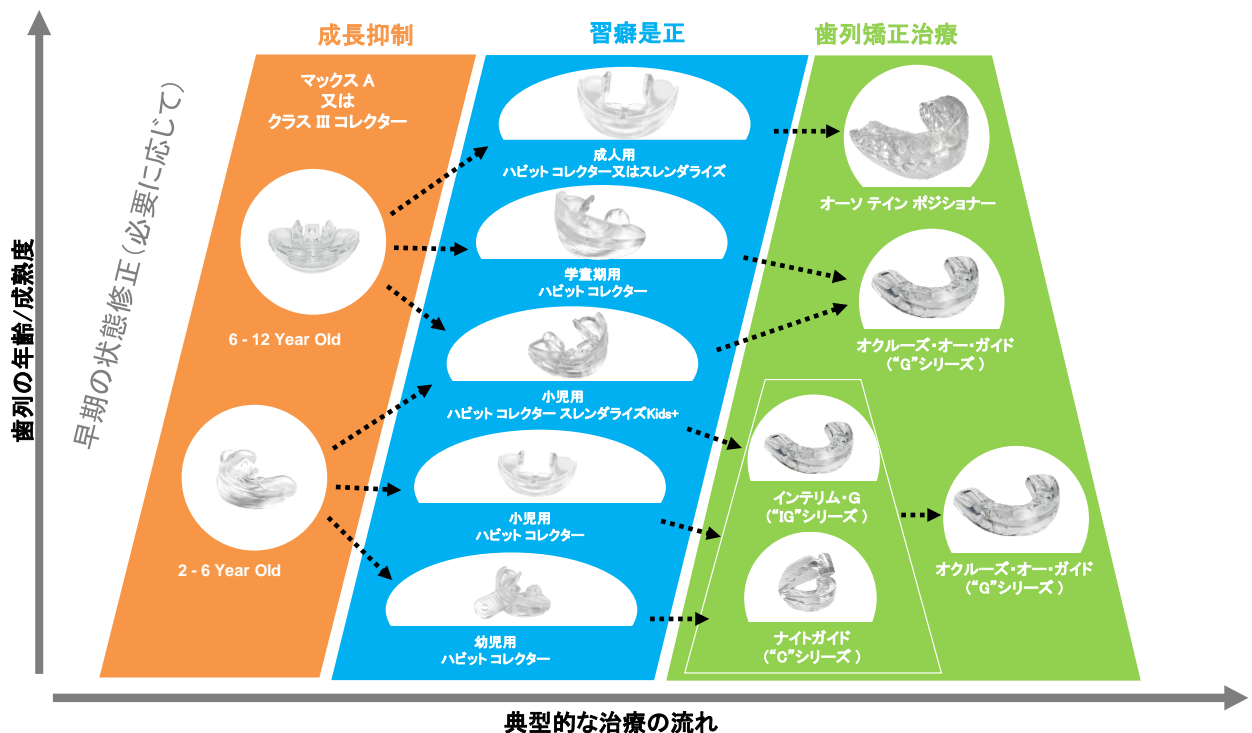 成長抑制
習癖是正
歯列矯正治療
歯列の年齢/成熟度
早期の状態修正(必要に応じて)
マックス A
又は
クラス III コレクター
6 - 12 Year Old
2 - 6 Year Old
成人用
ハビット コレクター又はスレンダライズ
学童期用
ハビット コレクター
小児用
ハビット コレクター スレンダライズKids+
小児用
ハビット コレクター
幼児用
ハビット コレクター
オーソ テイン ポジショナー
オクルーズ・オー・ガイド
(“G”シリーズ )
インテリム・G
(“IG”シリーズ )
ナイトガイド
(“C”シリーズ )
オクルーズ・オー・ガイド
(“G”シリーズ )
典型的な治療の流れ